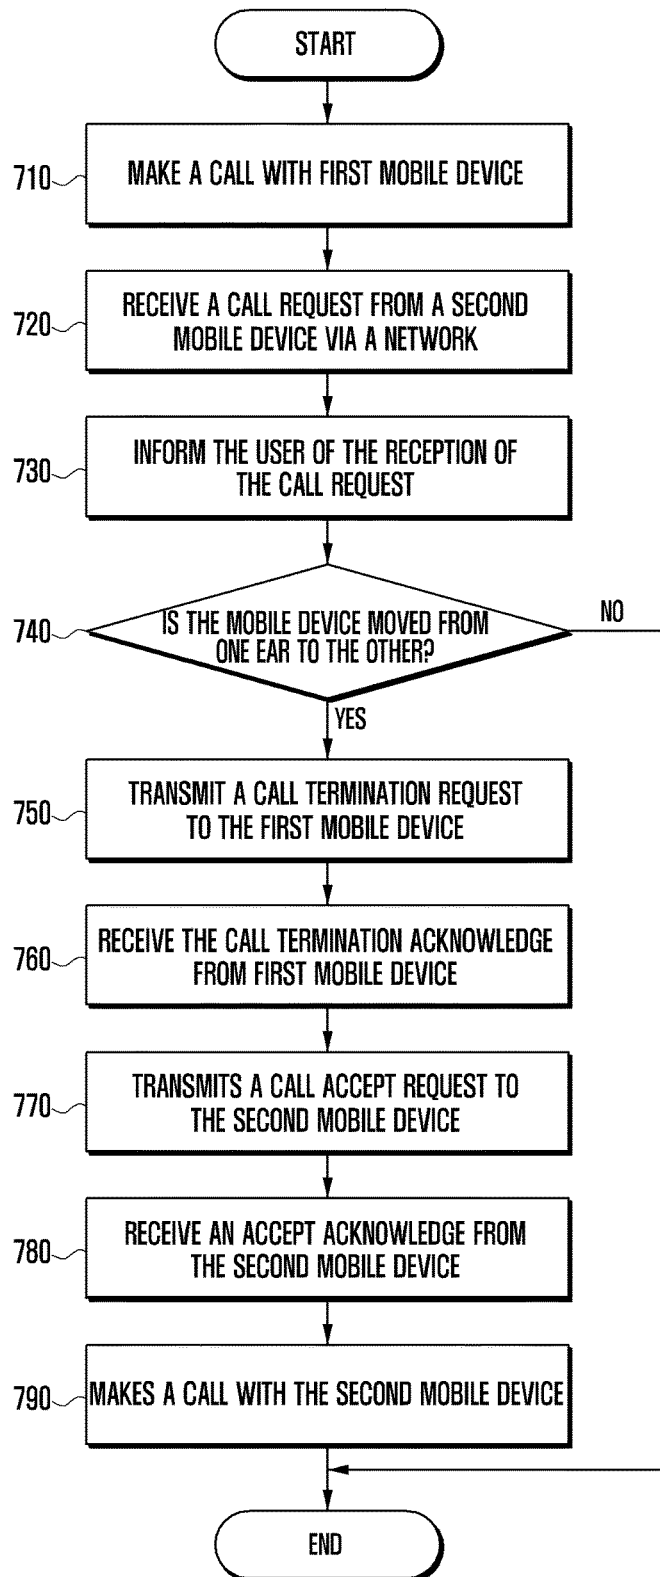 START
710
MAKE A CALL WITH FIRST MOBILE DEVICE
720
RECEIVE A CALL REQUEST FROM A SECOND
MOBILE DEVICE VIA A NETWORK
730
INFORM THE USER OF THE RECEPTION OF
THE CALL REQUEST
740
IS THE MOBILE DEVICE MOVED FROM
ONE EAR TO THE OTHER?
NO
YES
750
TRANSMIT A CALL TERMINATION REQUEST
TO THE FIRST MOBILE DEVICE
760
RECEIVE THE CALL TERMINATION ACKNOWLEDGE
FROM FIRST MOBILE DEVICE
770
TRANSMITS A CALL ACCEPT REQUEST TO
THE SECOND MOBILE DEVICE
780
RECEIVE AN ACCEPT ACKNOWLEDGE FROM
THE SECOND MOBILE DEVICE
790
MAKES A CALL WITH THE SECOND MOBILE DEVICE
END